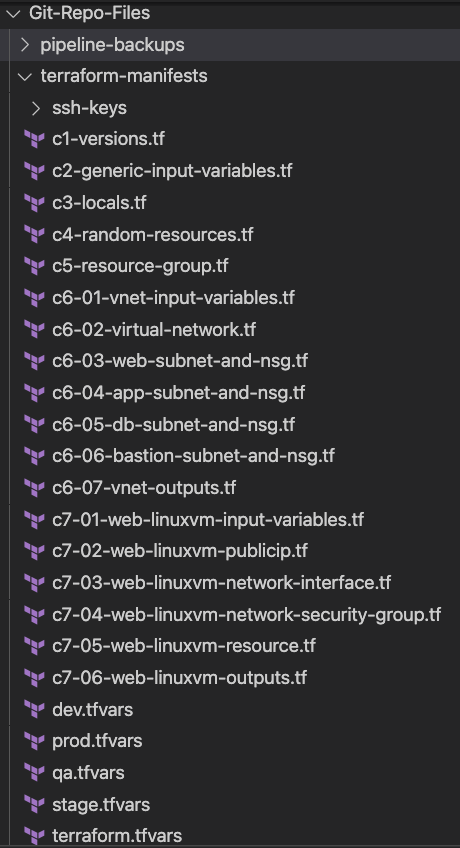 Git-Repo-Files
pipeline-backups
terraform-manifests
ssh-keys
c1-versions.tf
c2-generic-input-variables.tf
c3-locals.tf
c4-random-resources.tf
c5-resource-group.tf
c6-01-vnet-input-variables.tf
c6-02-virtual-network.tf
c6-03-web-subnet-and-nsg.tf
c6-04-app-subnet-and-nsg.tf
c6-05-db-subnet-and-nsg.tf
c6-06-bastion-subnet-and-nsg.tf
c6-07-vnet-outputs.tf
c7-01-web-linuxvm-input-variables.tf
c7-02-web-linuxvm-publicip.tf
c7-03-web-linuxvm-network-interface.tf
c7-04-web-linuxvm-network-security-group.tf
c7-05-web-linuxvm-resource.tf
c7-06-web-linuxvm-outputs.tf
dev.tfvars
prod.tfvars
qa.tfvars
stage.tfvars
terraform.tfvars